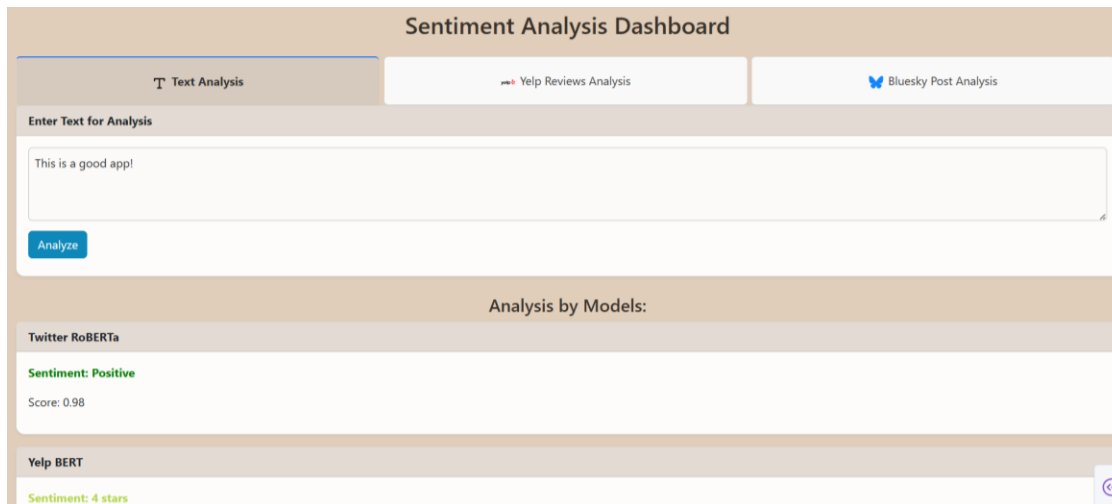 Sentiment Analysis Dashboard
Text Analysis
Yelp Reviews Analysis
Bluesky Post Analysis
Enter Text for Analysis
This is a good app!
Analyze
Analysis by Models:
Twitter RoBERTa
Sentiment: Positive
Score: 0.98
Yelp BERT
Sentiment: 4 stars